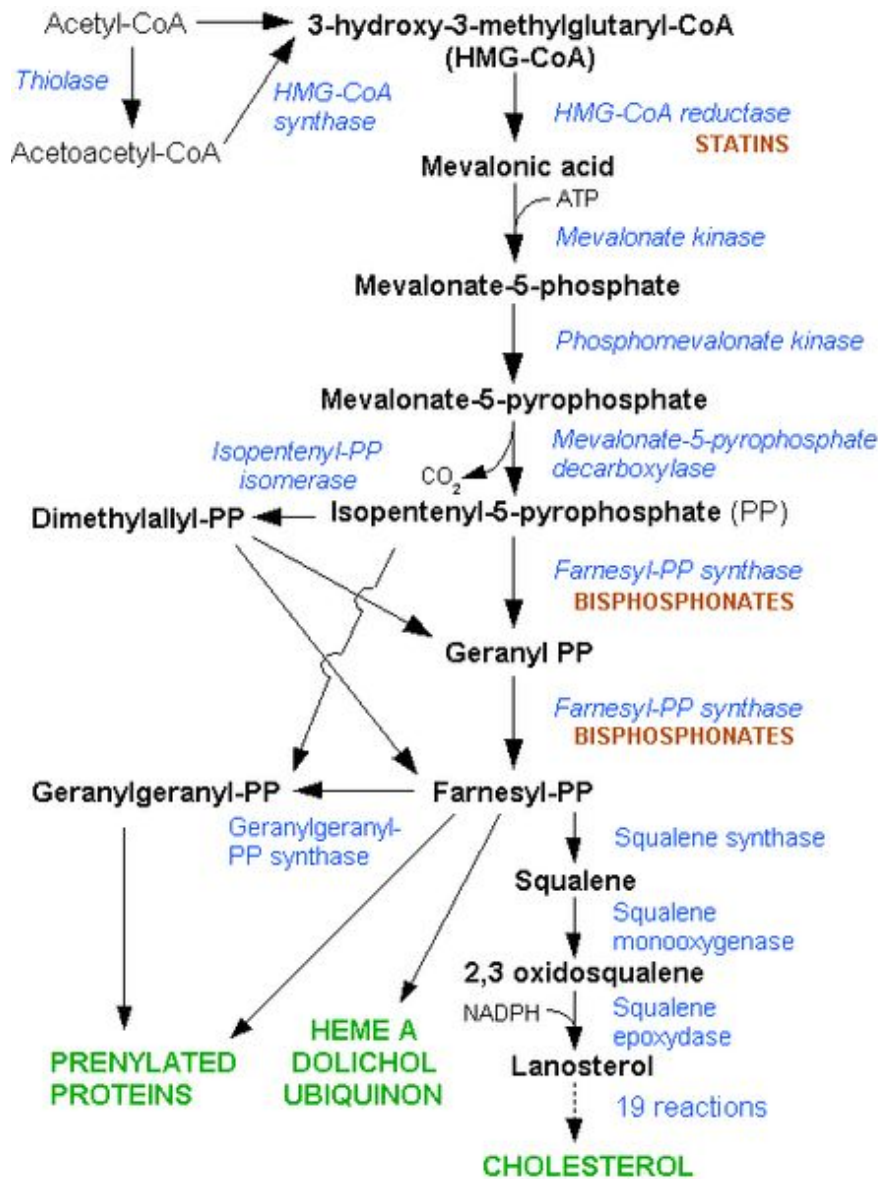 Acetyl-CoA
3-hydroxy-3-methylglutaryl-CoA
(HMG-CoA)
Thiolase
HMG-CoA
synthase
HMG-CoA reductase
STATINS
Acetoacetyl-CoA
Mevalonic acid
ATP
Mevalonate kinase
Mevalonate-5-phosphate
Phosphomevalonate kinase
Mevalonate-5-pyrophosphate
Isopentenyl-PP
isomerase
CO2
Mevalonate-5-pyrophosphate
decarboxylase
Dimethylallyl-PP
Isopentenyl-5-pyrophosphate (PP)
Farnesyl-PP synthase
BISPHOSPHONATES
Geranyl PP
Farnesyl-PP synthase
BISPHOSPHONATES
Geranylgeranyl-PP
Farnesyl-PP
Geranylgeranyl-
PP synthase
Squalene synthase
Squalene
Squalene
monooxygenase
2,3 oxidosqualene
NADPH
Squalene
epoxydase
Lanosterol
PRENYLATED
PROTEINS
HEME A
DOLICHOL
UBIQUINON
19 reactions
CHOLESTEROL